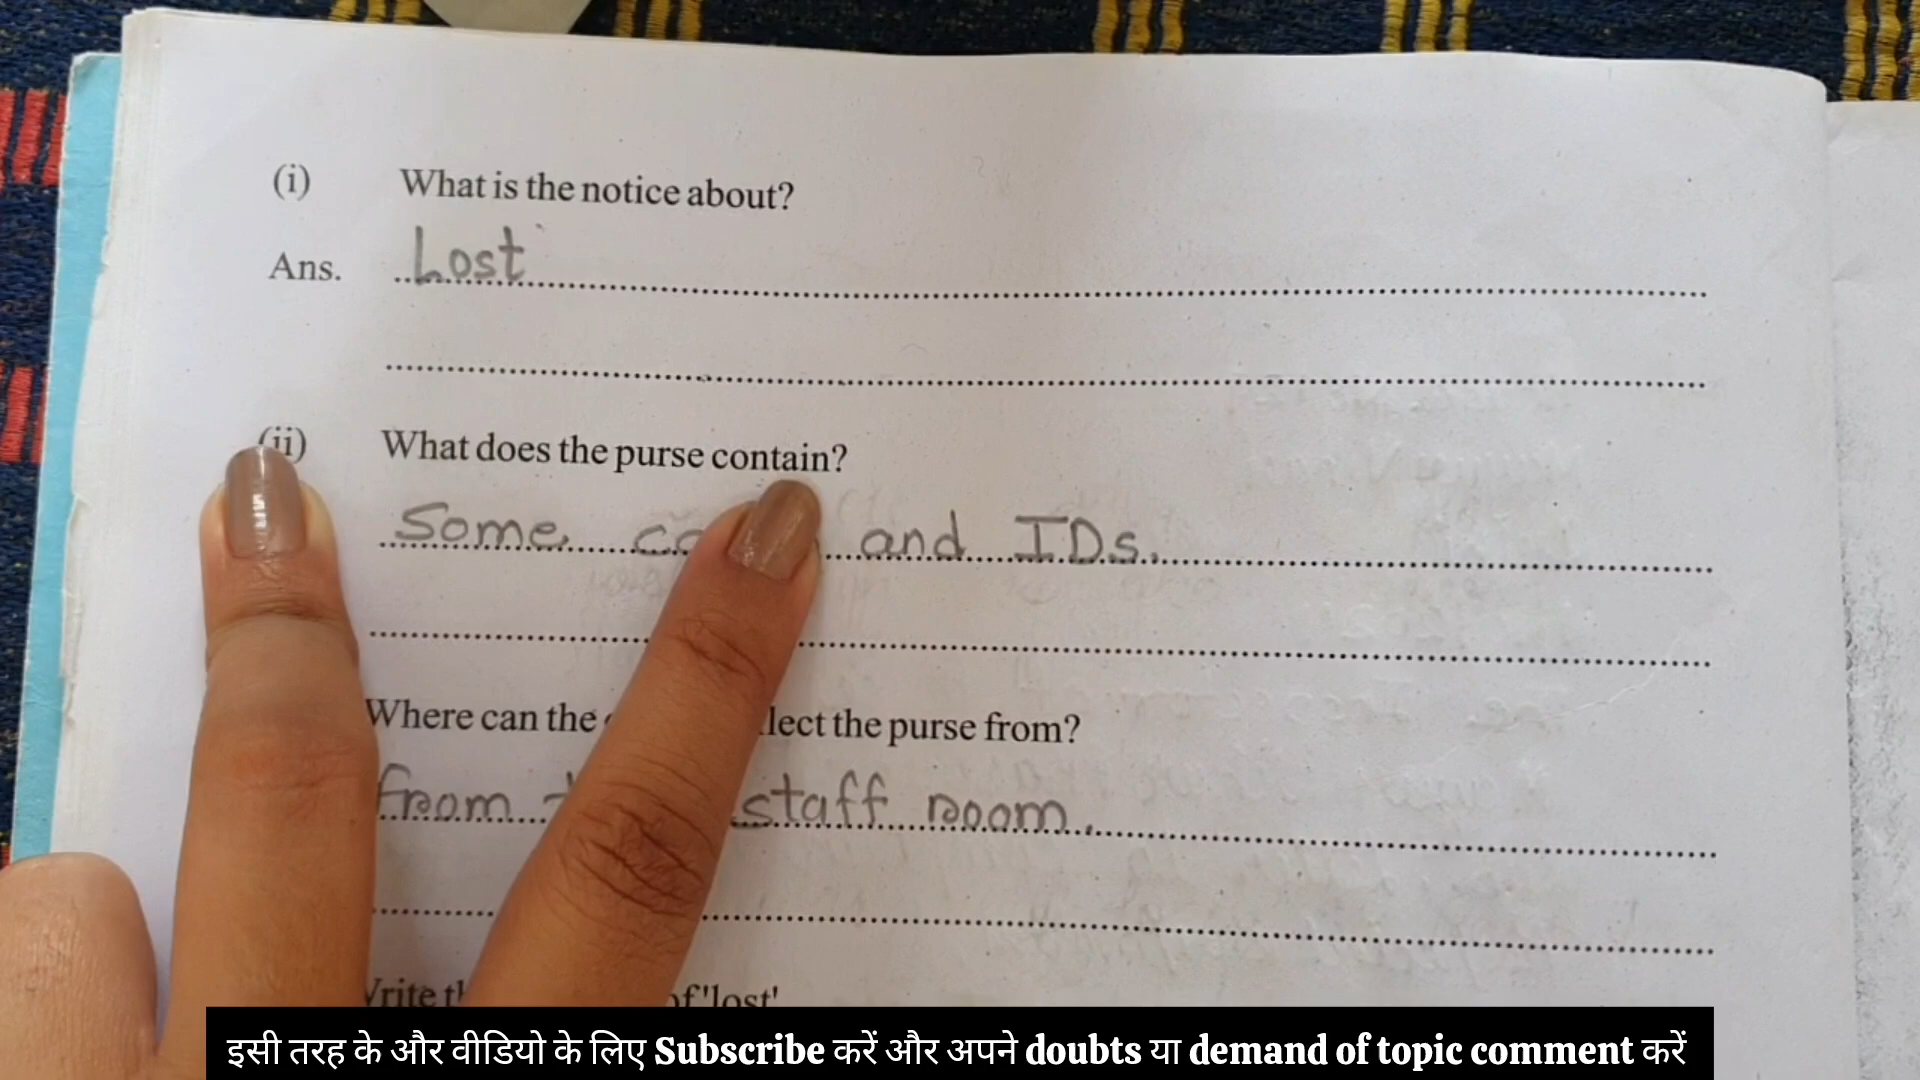 (i) What is the notice about?
Ans. Lost
(ii) What does the purse contain?
Some and IDs.
Where can the lect the purse from?
from staff room.
of 'lost'
इसी तरह के और वीडियो के लिए Subscribe करें और अपने doubts या demand of topic comment करें